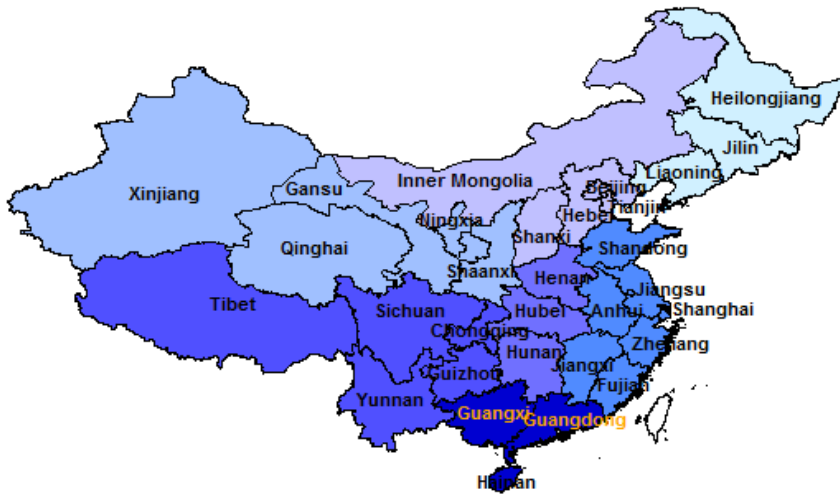 Heilongjiang
Jilin
Liaoning
Inner Mongolia
Beijing
Tianjin
Hebei
Xinjiang
Gansu
Ningxia
Shanxi
Qinghai
Shaanxi
Shandong
Henan
Tibet
Sichuan
Hubei
Anhui
Jiangsu
Shanghai
Chongqing
Zhejiang
Hunan
Jiangxi
Guizhou
Fujian
Yunnan
Guangxi
Guangdong
Hainan